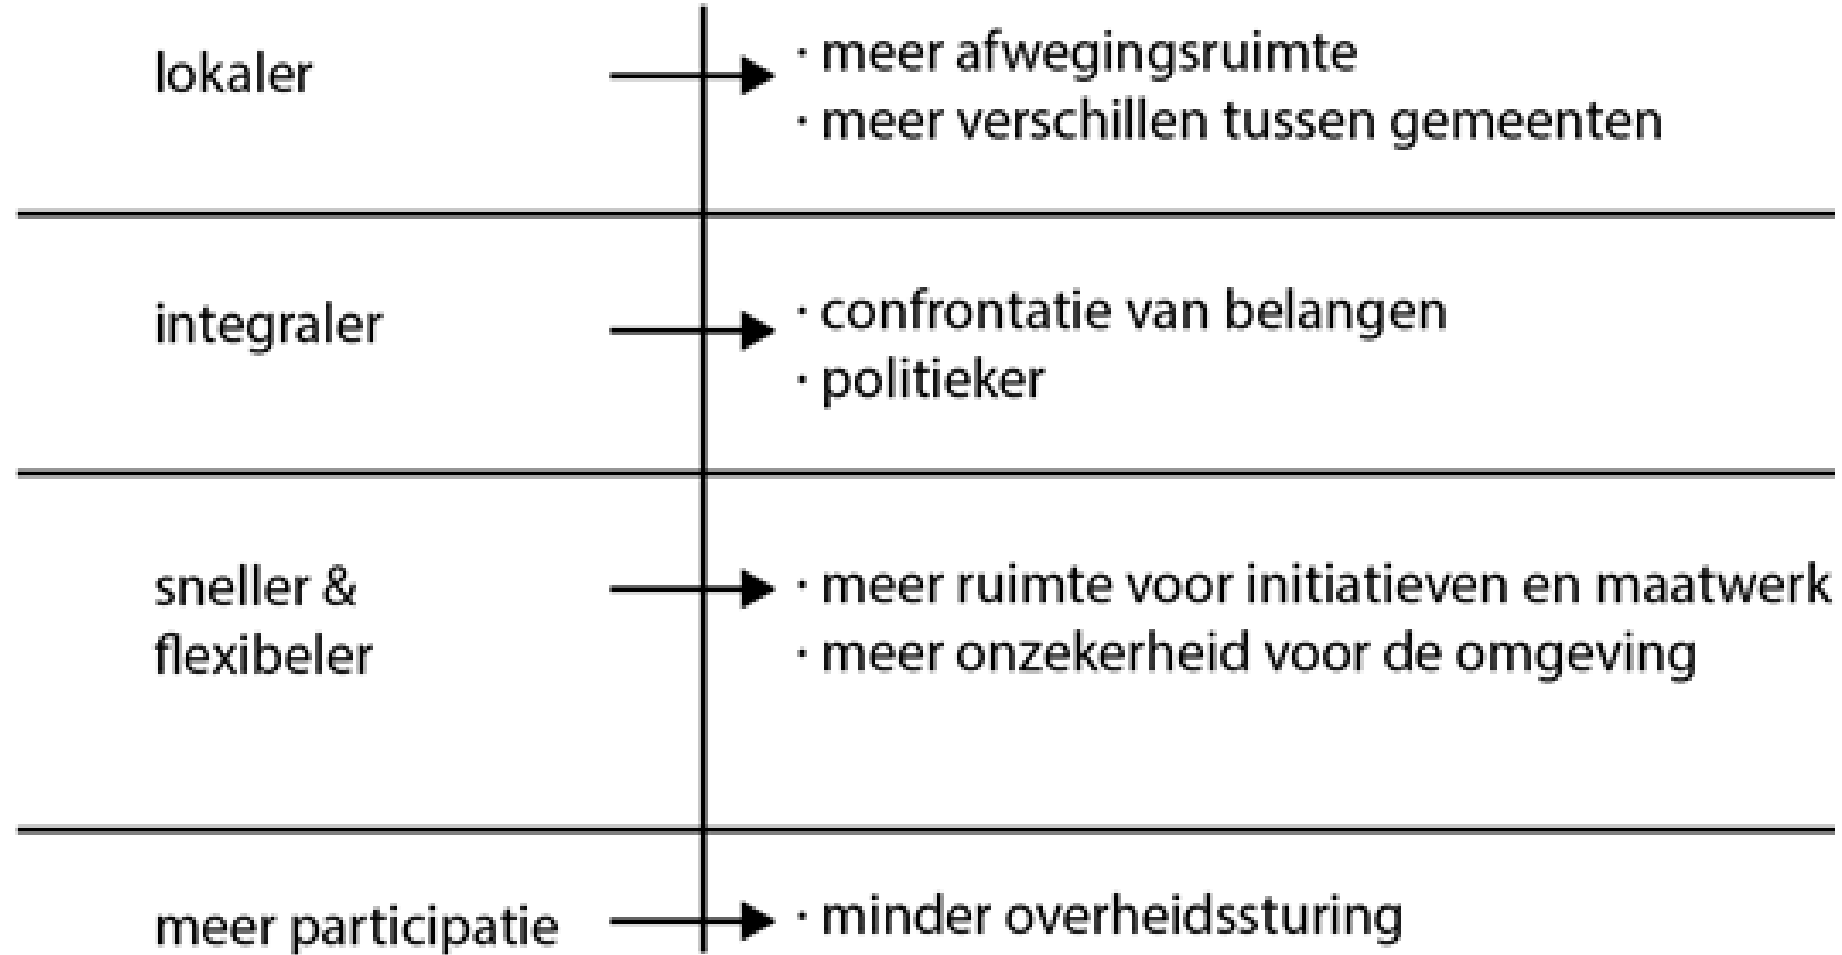 lokaler
· meer afwegingsruimte
· meer verschillen tussen gemeenten
integraler
· confrontatie van belangen
· politieker
sneller &
flexibeler
· meer ruimte voor initiatieven en maatwerk
· meer onzekerheid voor de omgeving
meer participatie
· minder overheidssturing